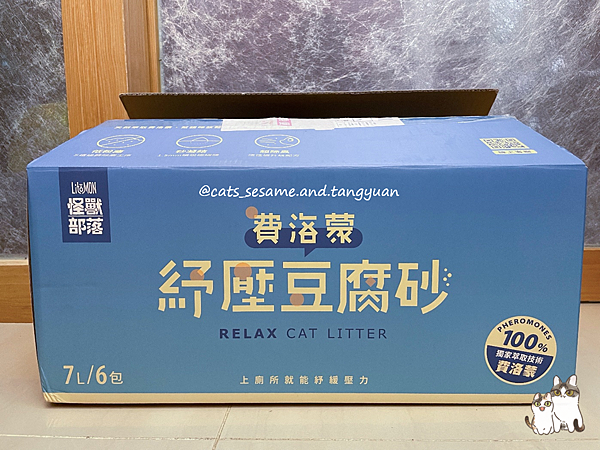 LitoMON
怪獸
部落
@cats_sesame.and.tangyuan
費洛蒙
紓壓豆腐砂
RELAX CAT LITTER
7L/6包
上廁所就能紓緩壓力
PHEROMONES
100%
獨家萃取技術
費洛蒙